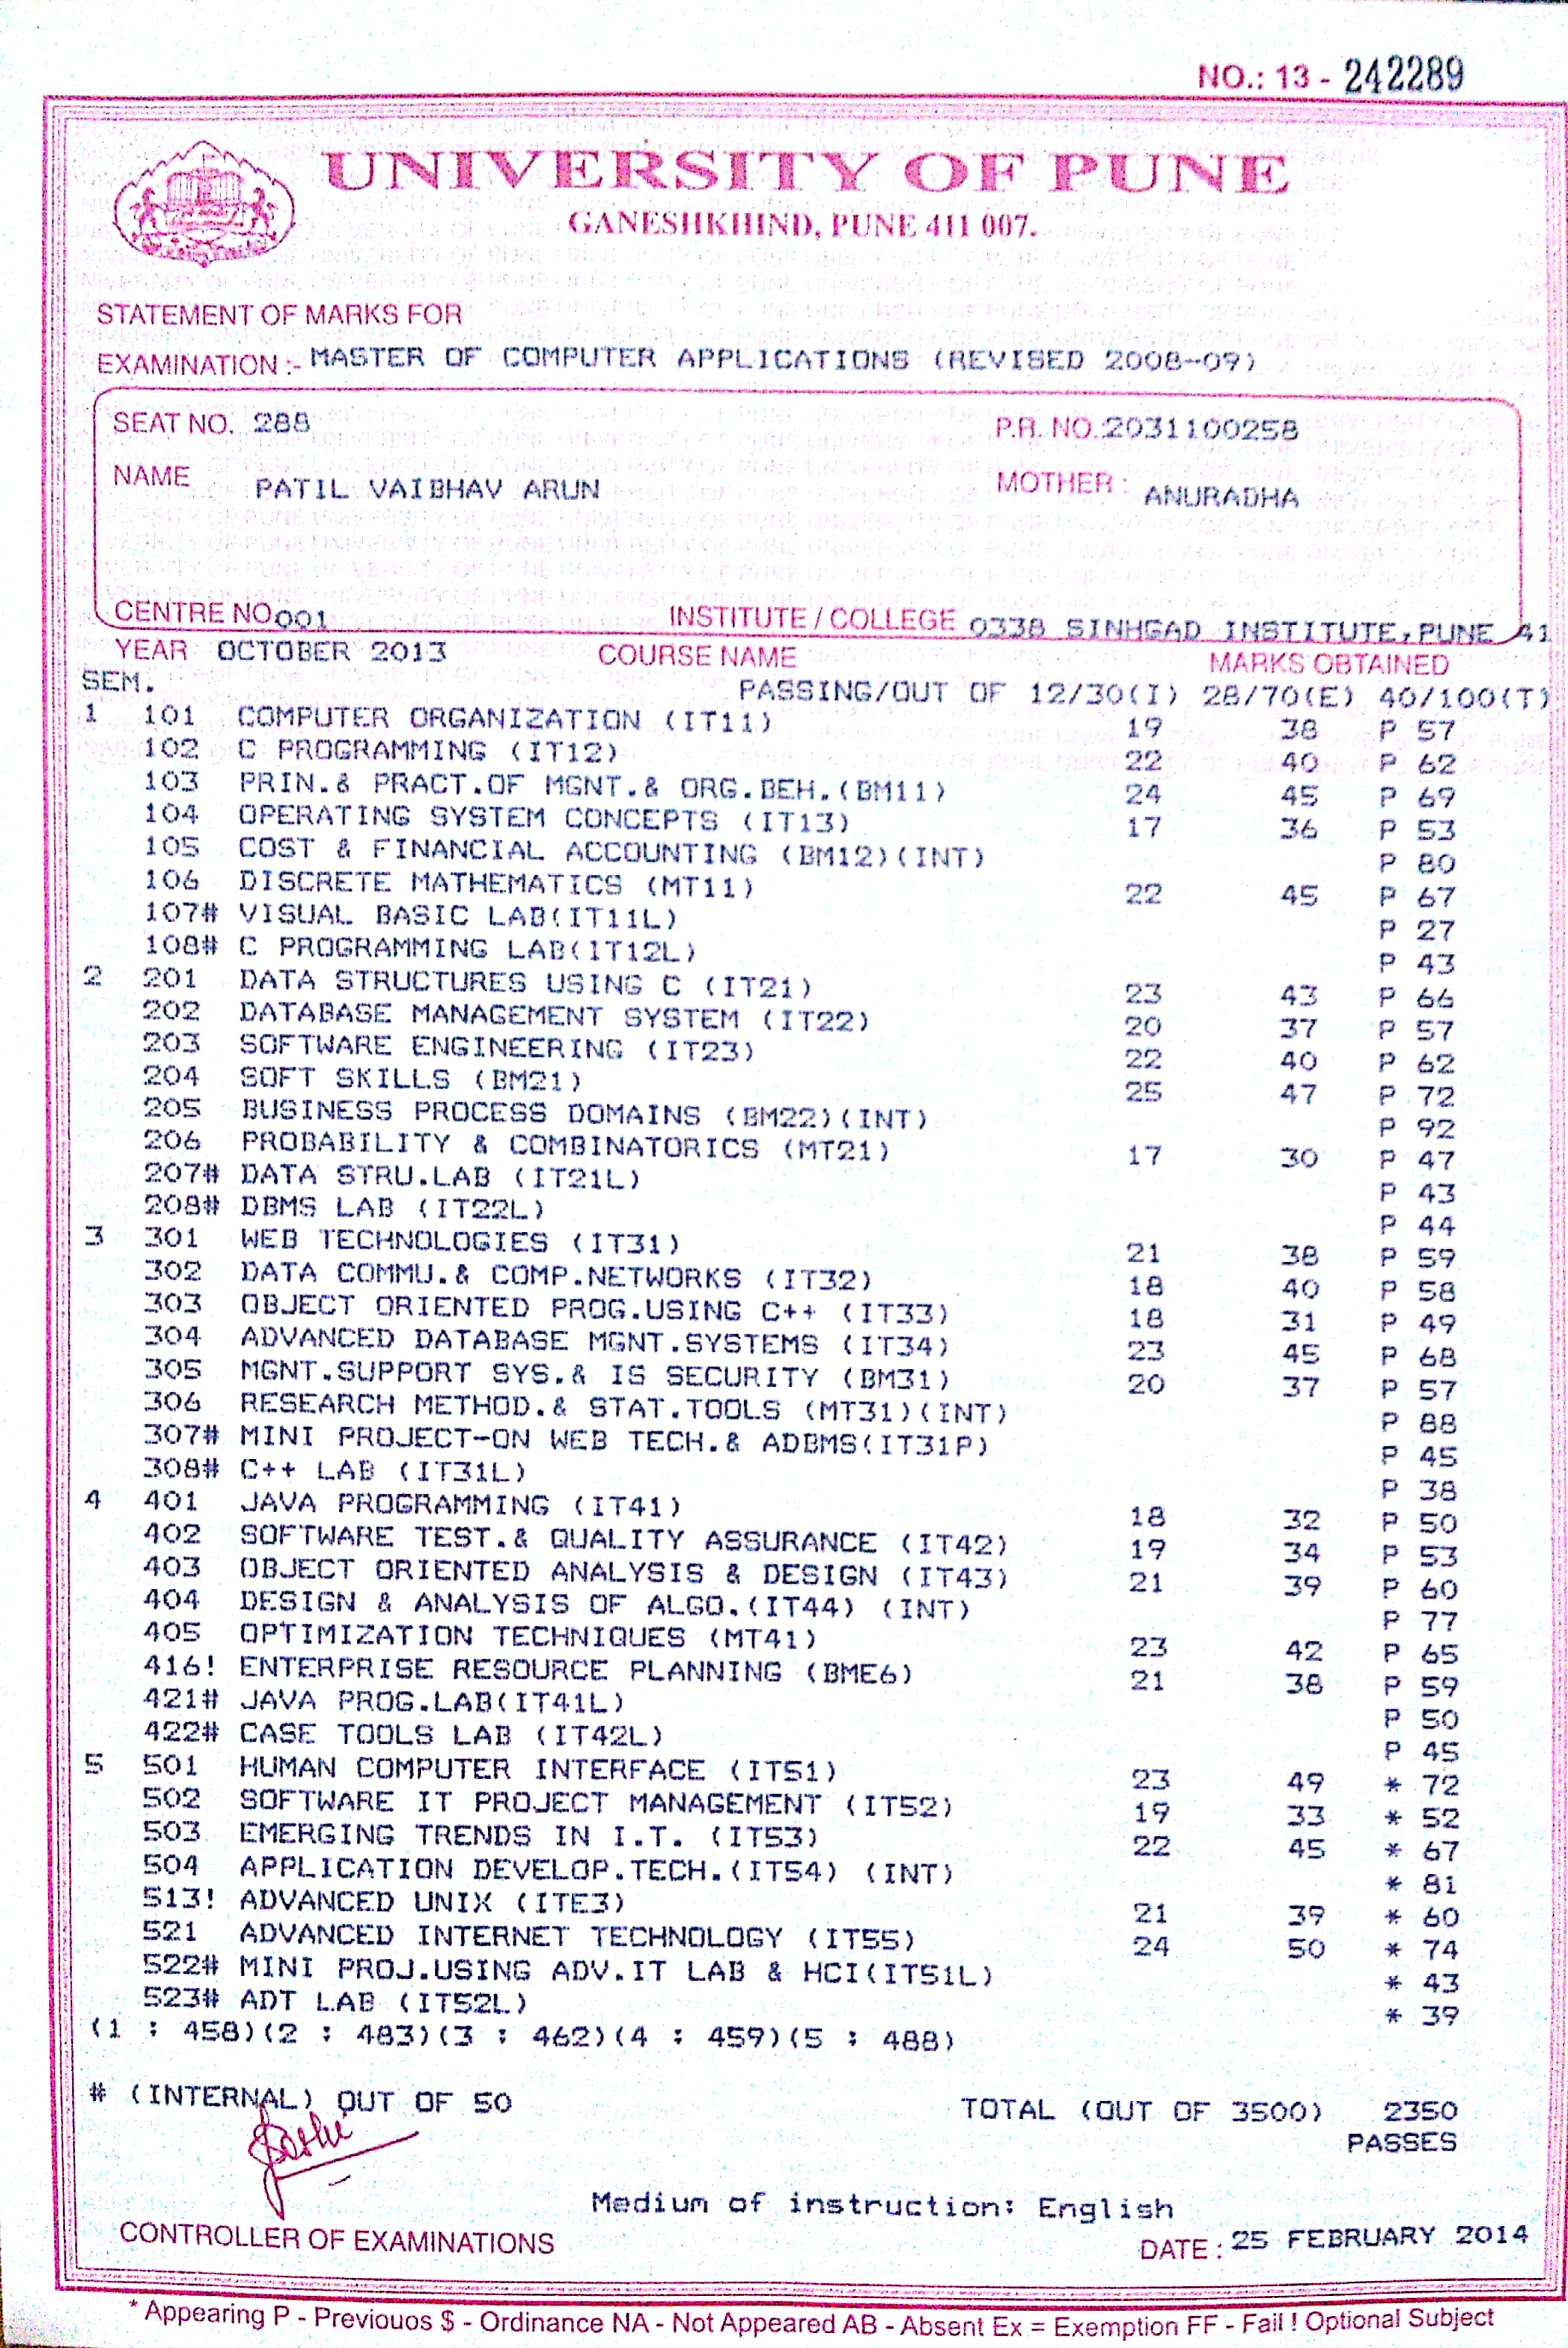 NO.: 13 - 242289
UNIVERSITY OF PUNE
GANESHKHIND, PUNE 411 007.
STATEMENT OF MARKS FOR
EXAMINATION :- MASTER OF COMPUTER APPLICATIONS (REVISED 2008-09)
SEAT NO. 288 P.R. NO.:2031100258
NAME PATIL VAIBHAV ARUN MOTHER : ANURADHA
CENTRE NO 001 INSTITUTE / COLLEGE 0338 SINHGAD INSTITUTE,PUNE 41
YEAR OCTOBER 2013 COURSE NAME MARKS OBTAINED
SEM. PASSING/OUT OF 12/30(I) 28/70(E) 40/100(T)
1 101 COMPUTER ORGANIZATION (IT11) 19 38 P 57
102 C PROGRAMMING (IT12) 22 40 P 62
103 PRIN.& PRACT.OF MGNT.& ORG.BEH.(BM11) 24 45 P 69
104 OPERATING SYSTEM CONCEPTS (IT13) 17 36 P 53
105 COST & FINANCIAL ACCOUNTING (BM12)(INT) P 80
106 DISCRETE MATHEMATICS (MT11) 22 45 P 67
107# VISUAL BASIC LAB(IT11L) P 27
108# C PROGRAMMING LAB(IT12L) P 43
2 201 DATA STRUCTURES USING C (IT21) 23 43 P 66
202 DATABASE MANAGEMENT SYSTEM (IT22) 20 37 P 57
203 SOFTWARE ENGINEERING (IT23) 22 40 P 62
204 SOFT SKILLS (BM21) 25 47 P 72
205 BUSINESS PROCESS DOMAINS (BM22)(INT) P 92
206 PROBABILITY & COMBINATORICS (MT21) 17 30 P 47
207# DATA STRU.LAB (IT21L) P 43
208# DBMS LAB (IT22L) P 44
3 301 WEB TECHNOLOGIES (IT31) 21 38 P 59
302 DATA COMMU.& COMP.NETWORKS (IT32) 18 40 P 58
303 OBJECT ORIENTED PROG.USING C++ (IT33) 18 31 P 49
304 ADVANCED DATABASE MGNT.SYSTEMS (IT34) 23 45 P 68
305 MGNT.SUPPORT SYS.& IS SECURITY (BM31) 20 37 P 57
306 RESEARCH METHOD.& STAT.TOOLS (MT31)(INT) P 88
307# MINI PROJECT-ON WEB TECH.& ADBMS(IT31P) P 45
308# C++ LAB (IT31L) P 38
4 401 JAVA PROGRAMMING (IT41) 18 32 P 50
402 SOFTWARE TEST.& QUALITY ASSURANCE (IT42) 19 34 P 53
403 OBJECT ORIENTED ANALYSIS & DESIGN (IT43) 21 39 P 60
404 DESIGN & ANALYSIS OF ALGO.(IT44) (INT) P 77
405 OPTIMIZATION TECHNIQUES (MT41) 23 42 P 65
416! ENTERPRISE RESOURCE PLANNING (BME6) 21 38 P 59
421# JAVA PROG.LAB(IT41L) P 50
422# CASE TOOLS LAB (IT42L) P 45
5 501 HUMAN COMPUTER INTERFACE (IT51) 23 49 * 72
502 SOFTWARE IT PROJECT MANAGEMENT (IT52) 19 33 * 52
503 EMERGING TRENDS IN I.T. (IT53) 22 45 * 67
504 APPLICATION DEVELOP.TECH.(IT54) (INT) * 81
513! ADVANCED UNIX (ITE3) 21 39 * 60
521 ADVANCED INTERNET TECHNOLOGY (IT55) 24 50 * 74
522# MINI PROJ.USING ADV.IT LAB & HCI(IT51L) * 43
523# ADT LAB (IT52L) * 39
(1 : 458)(2 : 483)(3 : 462)(4 : 459)(5 : 488)
# (INTERNAL) OUT OF 50 TOTAL (OUT OF 3500) 2350
PASSES
Medium of instruction: English
CONTROLLER OF EXAMINATIONS DATE : 25 FEBRUARY 2014
* Appearing P - Previouos $ - Ordinance NA - Not Appeared AB - Absent Ex = Exemption FF - Fail ! Optional Subject